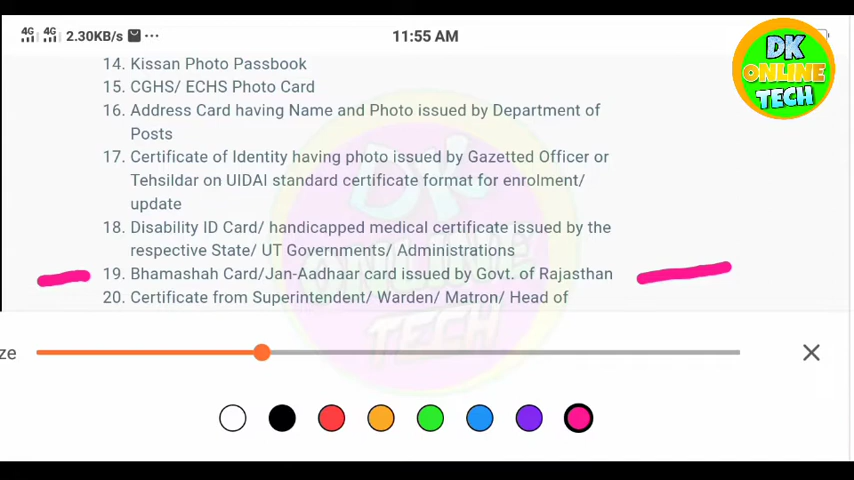 4G 4G 2.30KB/s ... 11:55 AM
DK
ONLINE
TECH
14. Kissan Photo Passbook
15. CGHS/ ECHS Photo Card
16. Address Card having Name and Photo issued by Department of
Posts
17. Certificate of Identity having photo issued by Gazetted Officer or
Tehsildar on UIDAI standard certificate format for enrolment/
update
18. Disability ID Card/ handicapped medical certificate issued by the
respective State/ UT Governments/ Administrations
19. Bhamashah Card/Jan-Aadhaar card issued by Govt. of Rajasthan
20. Certificate from Superintendent/ Warden/ Matron/ Head of
DK
ONLINE
TECH
ze